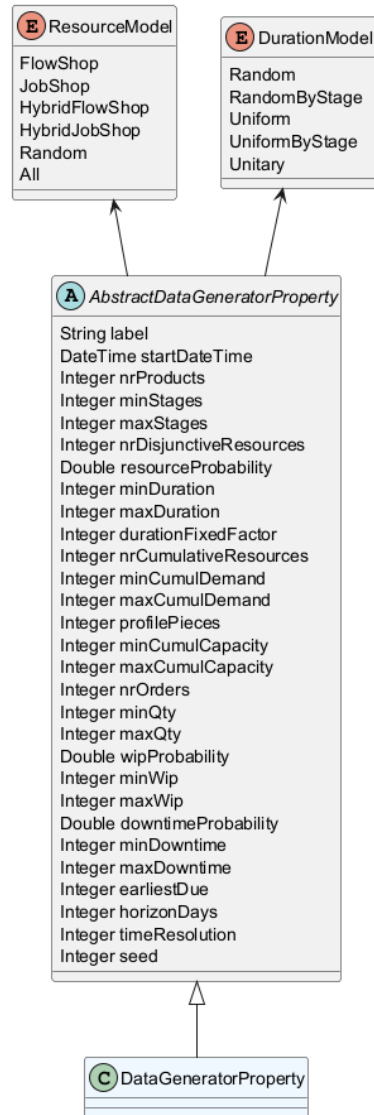 E ResourceModel
FlowShop
JobShop
HybridFlowShop
HybridJobShop
Random
All
E DurationModel
Random
RandomByStage
Uniform
UniformByStage
Unitary
A AbstractDataGeneratorProperty
String label
DateTime startDateTime
Integer nrProducts
Integer minStages
Integer maxStages
Integer nrDisjunctiveResources
Double resourceProbability
Integer minDuration
Integer maxDuration
Integer durationFixedFactor
Integer nrCumulativeResources
Integer minCumulDemand
Integer maxCumulDemand
Integer profilePieces
Integer minCumulCapacity
Integer maxCumulCapacity
Integer nrOrders
Integer minQty
Integer maxQty
Double wipProbability
Integer minWip
Integer maxWip
Double downtimeProbability
Integer minDowntime
Integer maxDowntime
Integer earliestDue
Integer horizonDays
Integer timeResolution
Integer seed
C DataGeneratorProperty